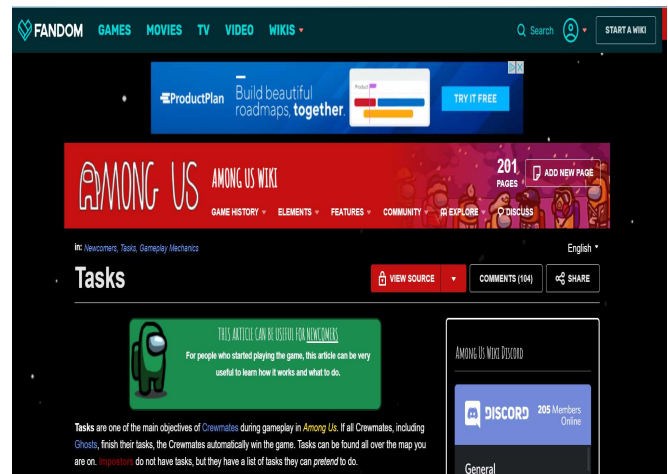 FANDOM GAMES MOVIES TV VIDEO WIKIS Search START A WIKI
ProductPlan Build beautiful roadmaps, together. Product TRY IT FREE
AMONG US AMONG US WIKI 201 PAGES ADD NEW PAGE
GAME HISTORY ELEMENTS FEATURES COMMUNITY EXPLORE DISCUSS
in: Newcomers, Tasks, Gameplay Mechanics English
Tasks VIEW SOURCE COMMENTS (104) SHARE
THIS ARTICLE CAN BE USEFUL FOR NEWCOMERS
For people who started playing the game, this article can be very
useful to learn how it works and what to do.
AMONG US WIKI DISCORD
DISCORD 205 Members Online
General
Tasks are one of the main objectives of Crewmates during gameplay in Among Us. If all Crewmates, including
Ghosts, finish their tasks, the Crewmates automatically win the game. Tasks can be found all over the map you
are on. Impostors do not have tasks, but they have a list of tasks they can pretend to do.